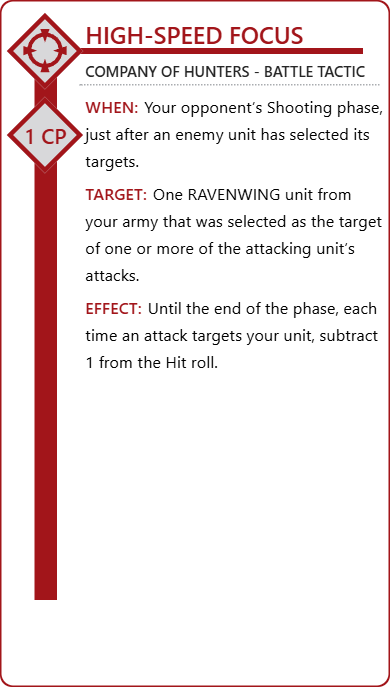 HIGH-SPEED FOCUS
COMPANY OF HUNTERS - BATTLE TACTIC
1 CP
WHEN: Your opponent’s Shooting phase,
just after an enemy unit has selected its
targets.
TARGET: One RAVENWING unit from
your army that was selected as the target
of one or more of the attacking unit’s
attacks.
EFFECT: Until the end of the phase, each
time an attack targets your unit, subtract
1 from the Hit roll.